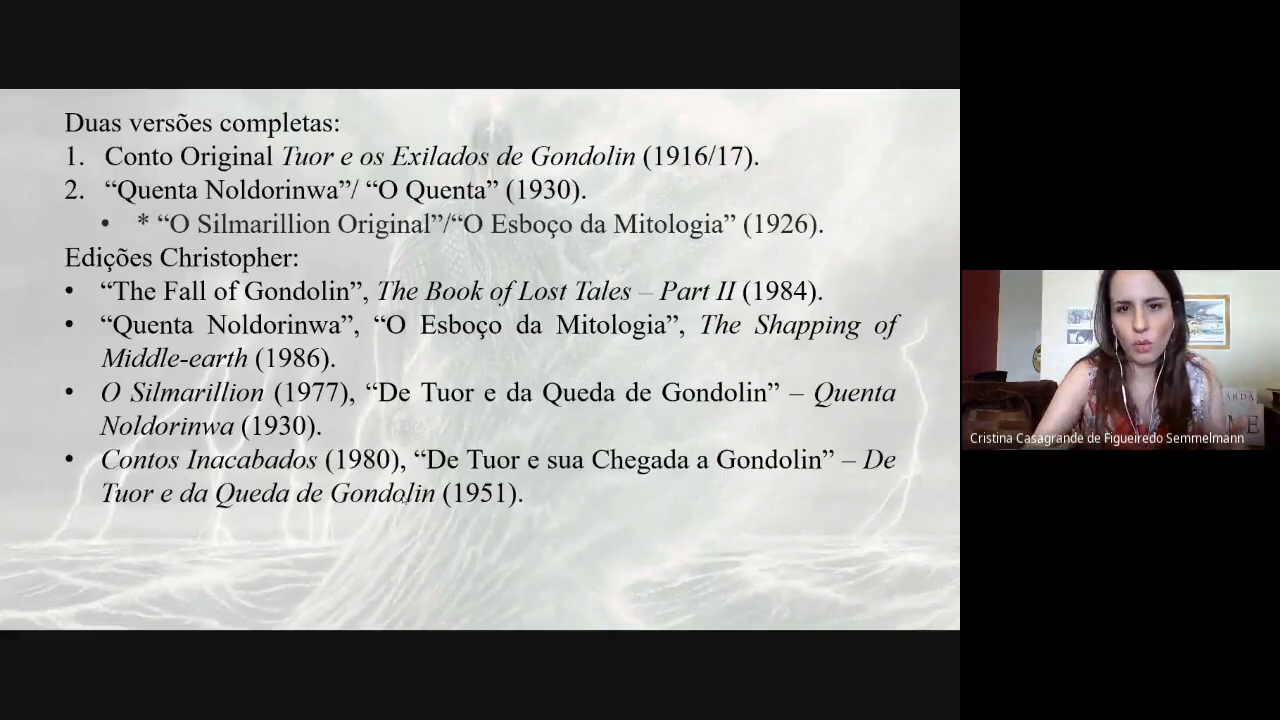 Duas versões completas:
1. Conto Original Tuor e os Exilados de Gondolin (1916/17).
2. “Quenta Noldorinwa”/ “O Quenta” (1930).
• * “O Silmarillion Original”/“O Esboço da Mitologia” (1926).
Edições Christopher:
• “The Fall of Gondolin”, The Book of Lost Tales – Part II (1984).
• “Quenta Noldorinwa”, “O Esboço da Mitologia”, The Shapping of
Middle-earth (1986).
• O Silmarillion (1977), “De Tuor e da Queda de Gondolin” – Quenta
Noldorinwa (1930).
• Contos Inacabados (1980), “De Tuor e sua Chegada a Gondolin” – De
Tuor e da Queda de Gondolin (1951).
ARDA
Cristina Casagrande de Figueiredo Semmelmann